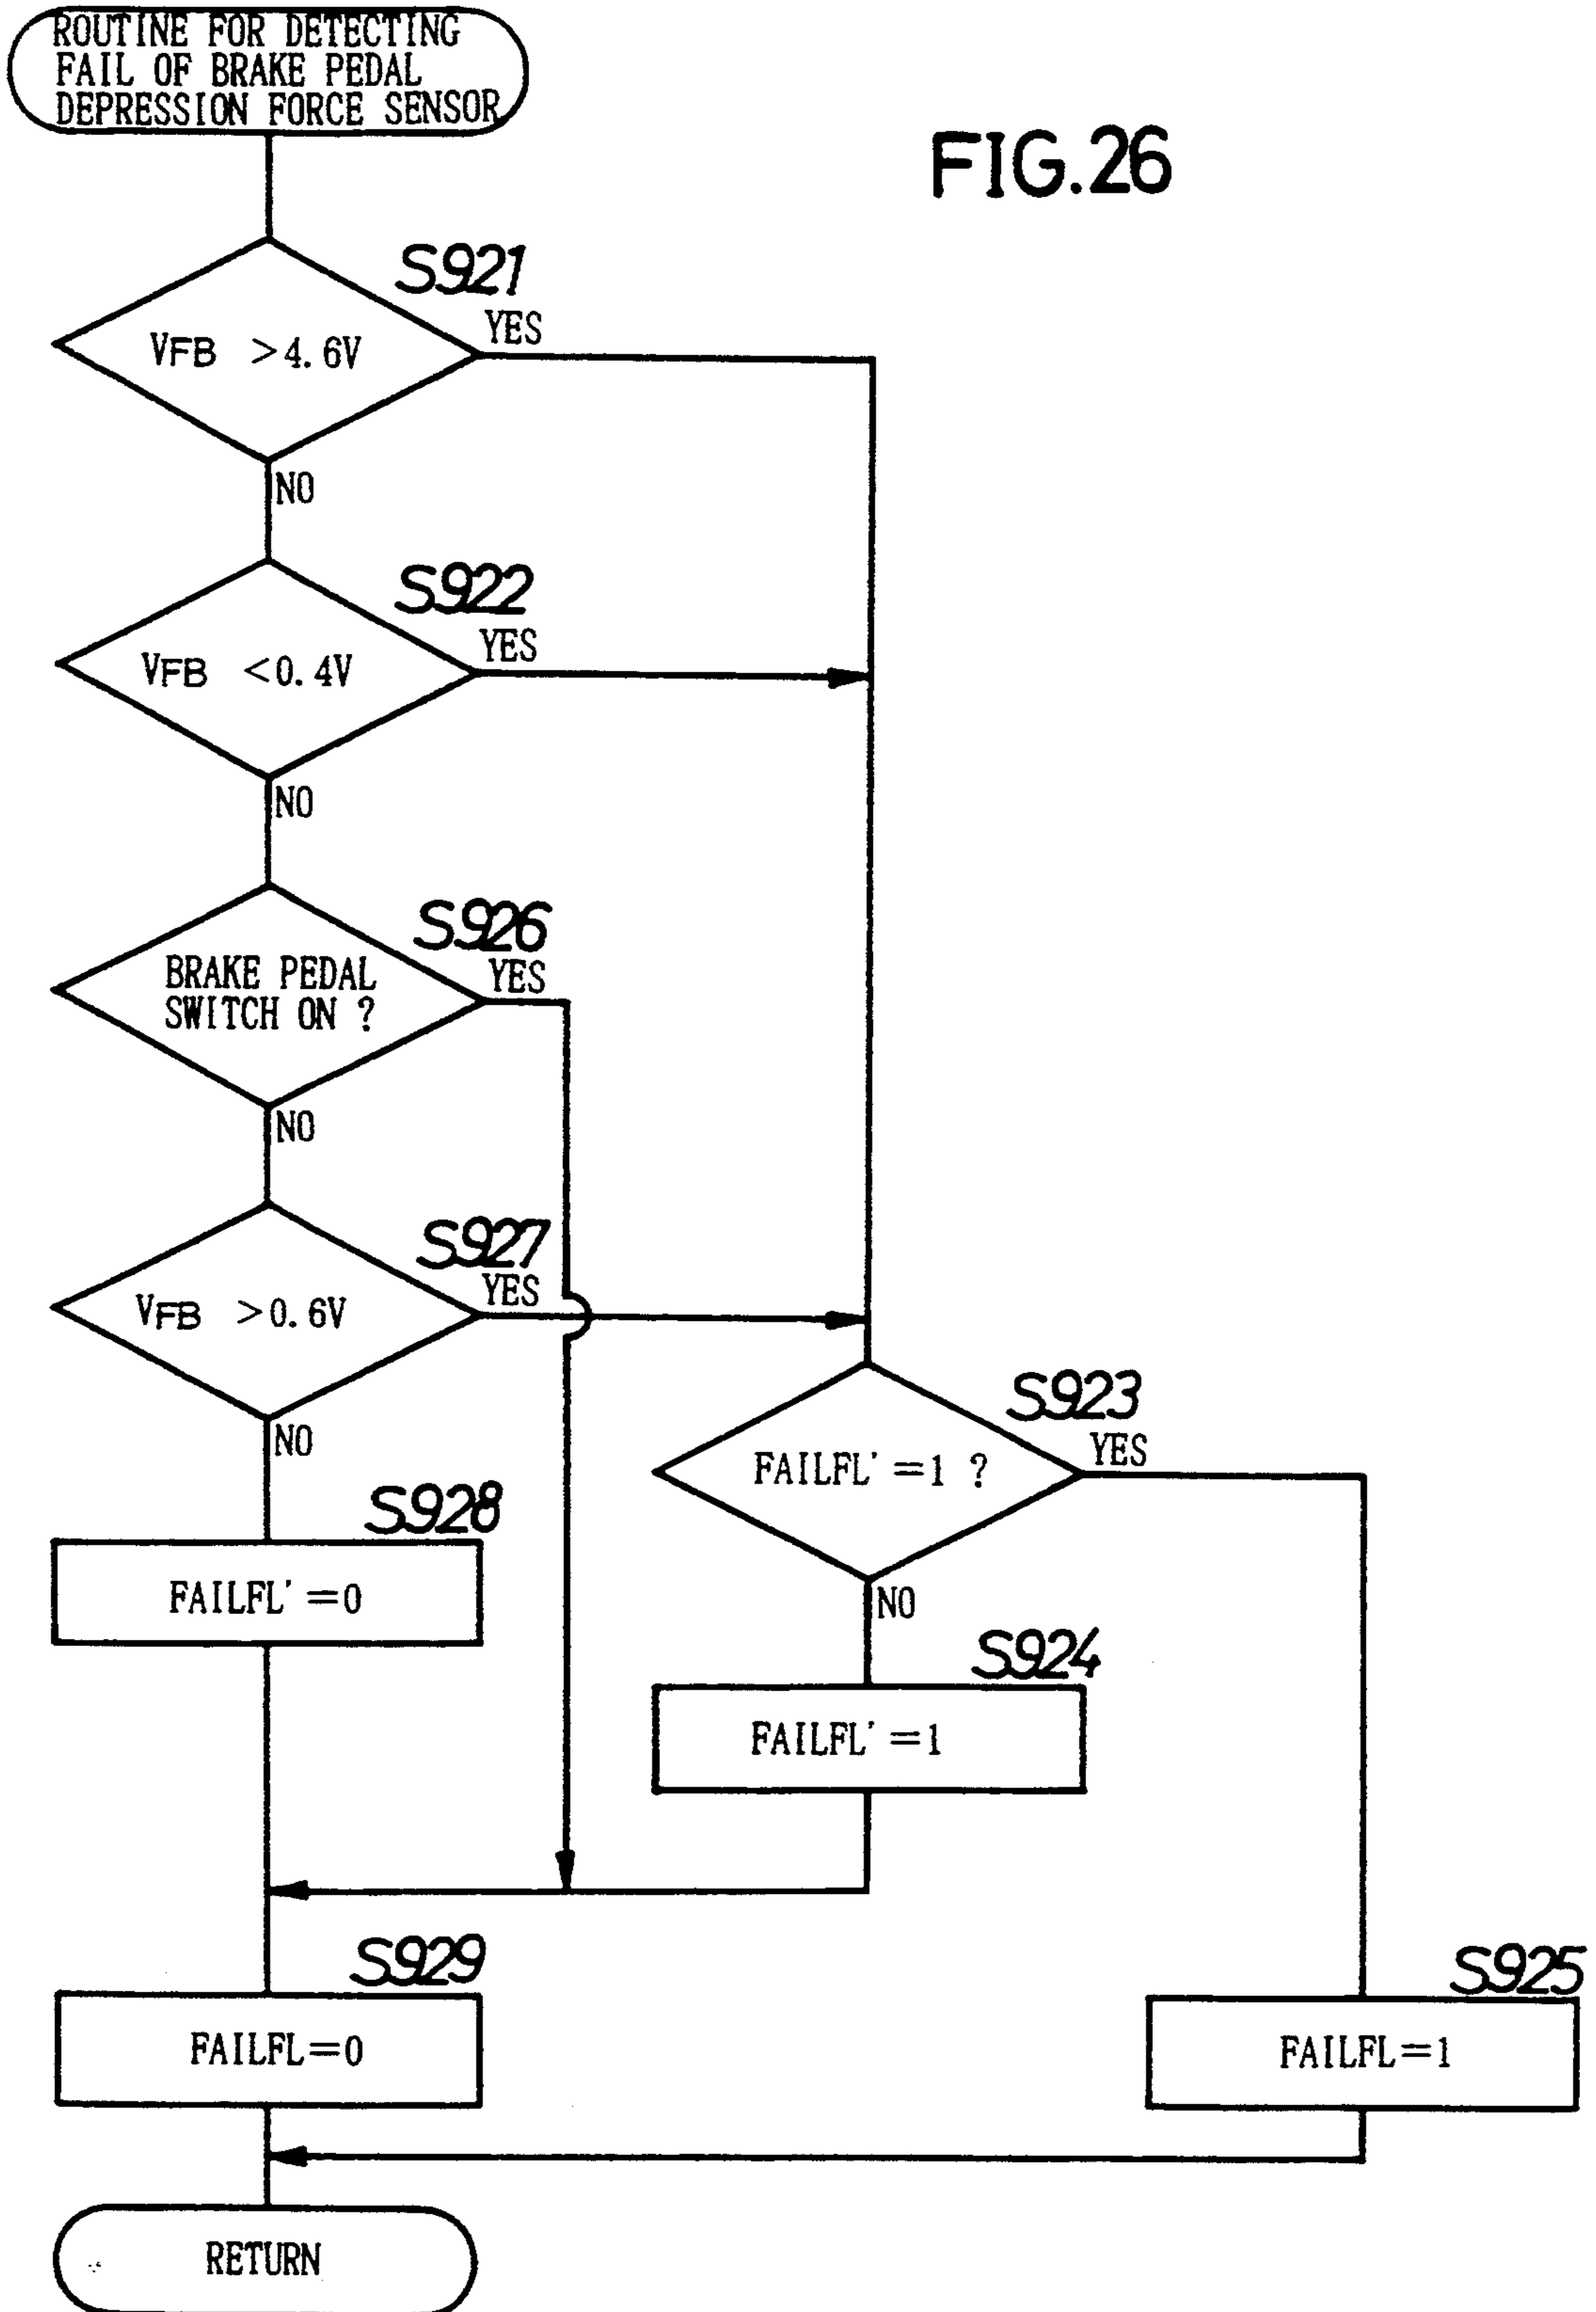 ROUTINE FOR DETECTING
FAIL OF BRAKE PEDAL
DEPRESSION FORCE SENSOR
FIG.26
S921
VFB >4.6V
YES
NO
S922
VFB <0.4V
YES
NO
S926
BRAKE PEDAL
SWITCH ON ?
YES
NO
S927
VFB >0.6V
YES
NO
S923
FAILFL'=1 ?
YES
NO
S928
FAILFL'=0
S924
FAILFL'=1
S929
FAILFL=0
S925
FAILFL=1
RETURN